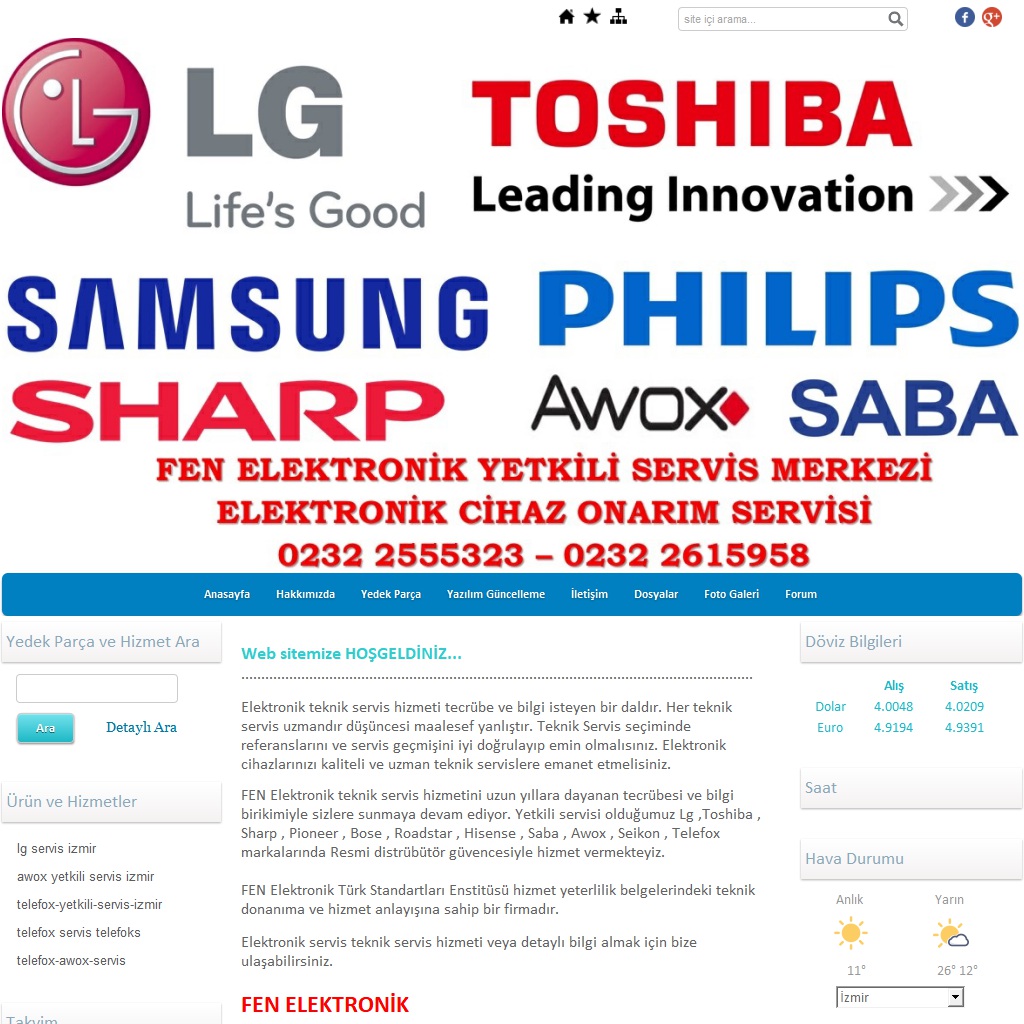 site içi arama...
f
g+
LG
LG
Life's Good
TOSHIBA
Leading Innovation
SAMSUNG
PHILIPS
SHARP
AWOX
SABA
FEN ELEKTRONİK YETKİLİ SERVİS MERKEZİ
ELEKTRONİK CİHAZ ONARIM SERVİSİ
0232 2555323 – 0232 2615958
Anasayfa Hakkımızda Yedek Parça Yazılım Güncelleme İletişim Dosyalar Foto Galeri Forum
Yedek Parça ve Hizmet Ara
Ara Detaylı Ara
Ürün ve Hizmetler
lg servis izmir
awox yetkili servis izmir
telefox-yetkili-servis-izmir
telefox servis telefoks
telefox-awox-servis
Takvim
Web sitemize HOŞGELDİNİZ...
Elektronik teknik servis hizmeti tecrübe ve bilgi isteyen bir daldır. Her teknik
servis uzmandır düşüncesi maalesef yanlıştır. Teknik Servis seçiminde
referanslarını ve servis geçmişini iyi doğrulayıp emin olmalısınız. Elektronik
cihazlarınızı kaliteli ve uzman teknik servislere emanet etmelisiniz.
FEN Elektronik teknik servis hizmetini uzun yıllara dayanan tecrübesi ve bilgi
birikimiyle sizlere sunmaya devam ediyor. Yetkili servisi olduğumuz Lg ,Toshiba ,
Sharp , Pioneer , Bose , Roadstar , Hisense , Saba , Awox , Seikon , Telefox
markalarında Resmi distrübütör güvencesiyle hizmet vermekteyiz.
FEN Elektronik Türk Standartları Enstitüsü hizmet yeterlilik belgelerindeki teknik
donanıma ve hizmet anlayışına sahip bir firmadır.
Elektronik servis teknik servis hizmeti veya detaylı bilgi almak için bize
ulaşabilirsiniz.
FEN ELEKTRONİK
Döviz Bilgileri
Alış Satış
Dolar 4.0048 4.0209
Euro 4.9194 4.9391
Saat
Hava Durumu
Anlık Yarın
11° 26° 12°
İzmir